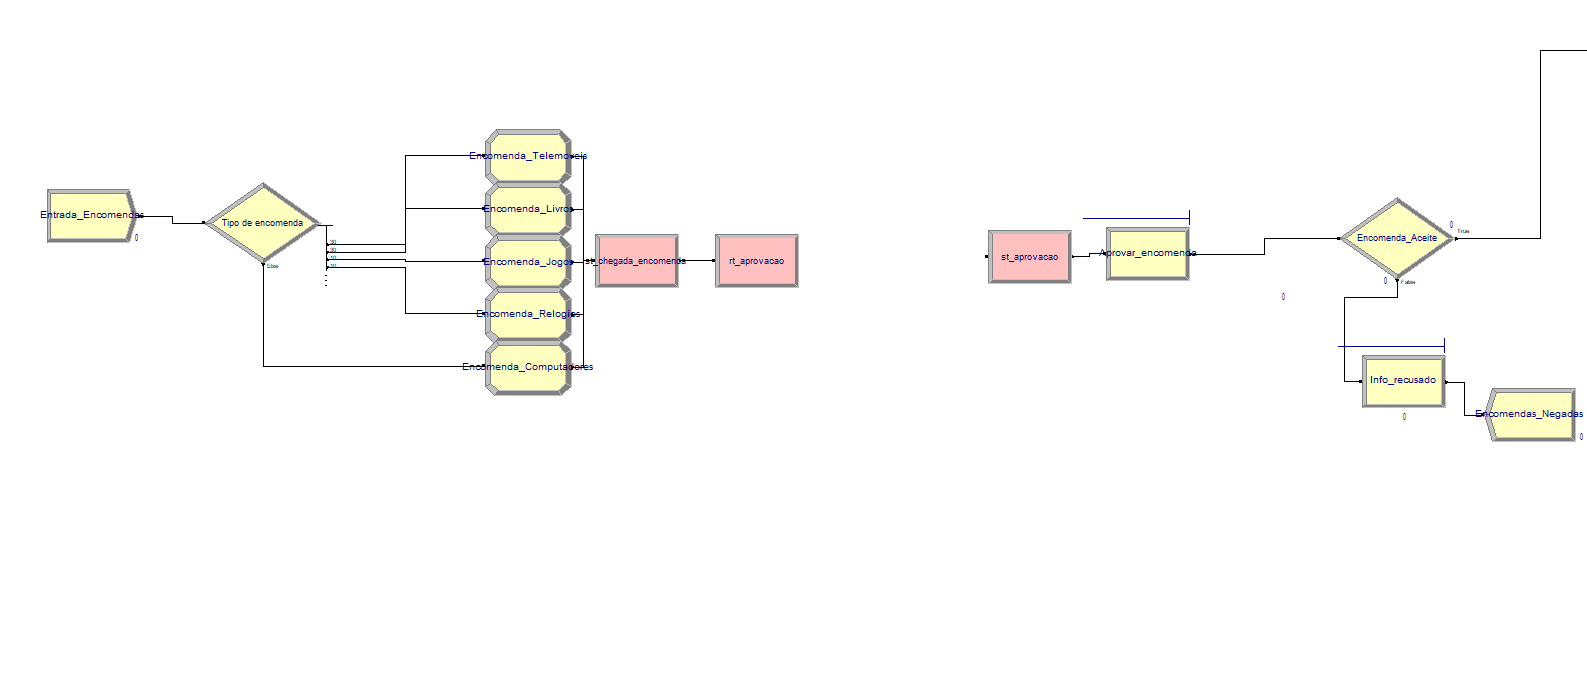 Entrada_Encomendas
0
Tipo de encomenda
Else
Encomenda_Telemoveis
Encomenda_Livros
Encomenda_Jogos
Encomenda_Relogios
Encomenda_Computadores
st_chegada_encomenda
rt_aprovacao
st_aprovacao
Aprovar_encomenda
0
Encomenda_Aceite
0
True
0
False
Info_recusado
0
Encomendas_Negadas
0